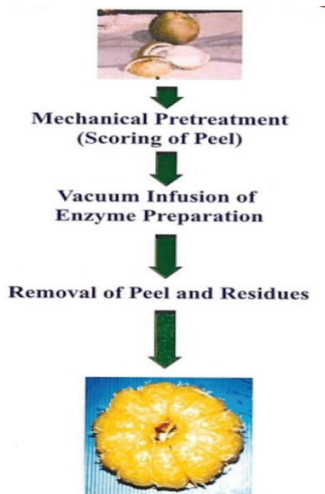 Mechanical Pretreatment
(Scoring of Peel)
Vacuum Infusion of
Enzyme Preparation
Removal of Peel and Residues